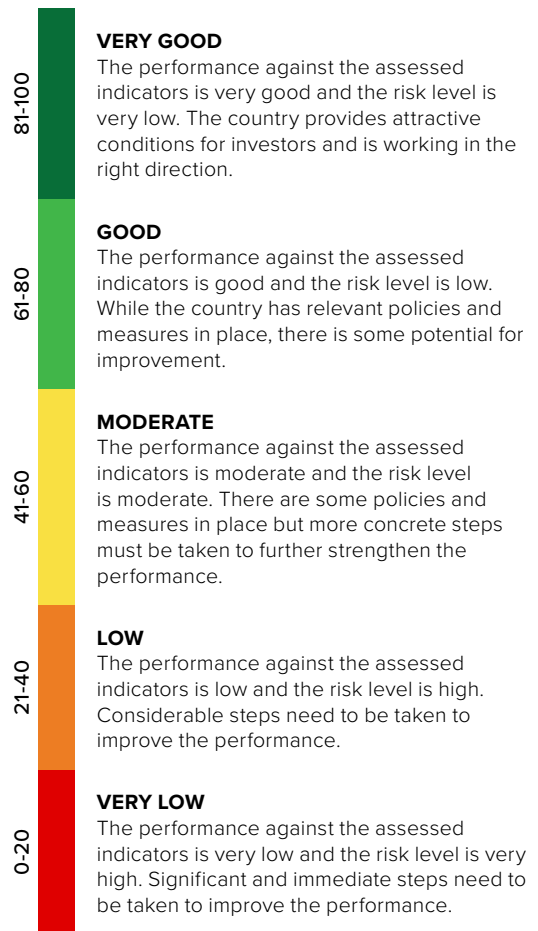 81-100
VERY GOOD
The performance against the assessed
indicators is very good and the risk level is
very low. The country provides attractive
conditions for investors and is working in the
right direction.
61-80
GOOD
The performance against the assessed
indicators is good and the risk level is low.
While the country has relevant policies and
measures in place, there is some potential for
improvement.
41-60
MODERATE
The performance against the assessed
indicators is moderate and the risk level
is moderate. There are some policies and
measures in place but more concrete steps
must be taken to further strengthen the
performance.
21-40
LOW
The performance against the assessed
indicators is low and the risk level is high.
Considerable steps need to be taken to
improve the performance.
0-20
VERY LOW
The performance against the assessed
indicators is very low and the risk level is very
high. Significant and immediate steps need to
be taken to improve the performance.